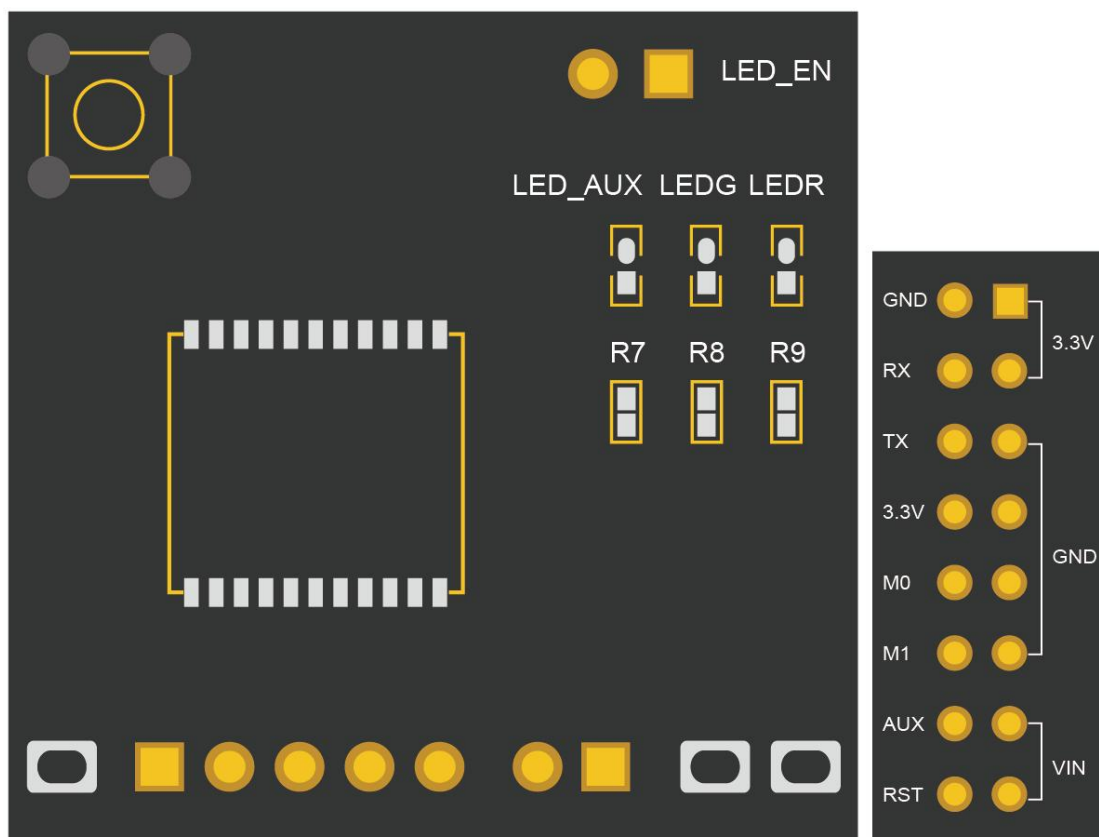 LED_EN
LED_AUX LEDG LEDR
R7 R8 R9
GND
3.3V
RX
TX
3.3V
GND
M0
M1
AUX
VIN
RST